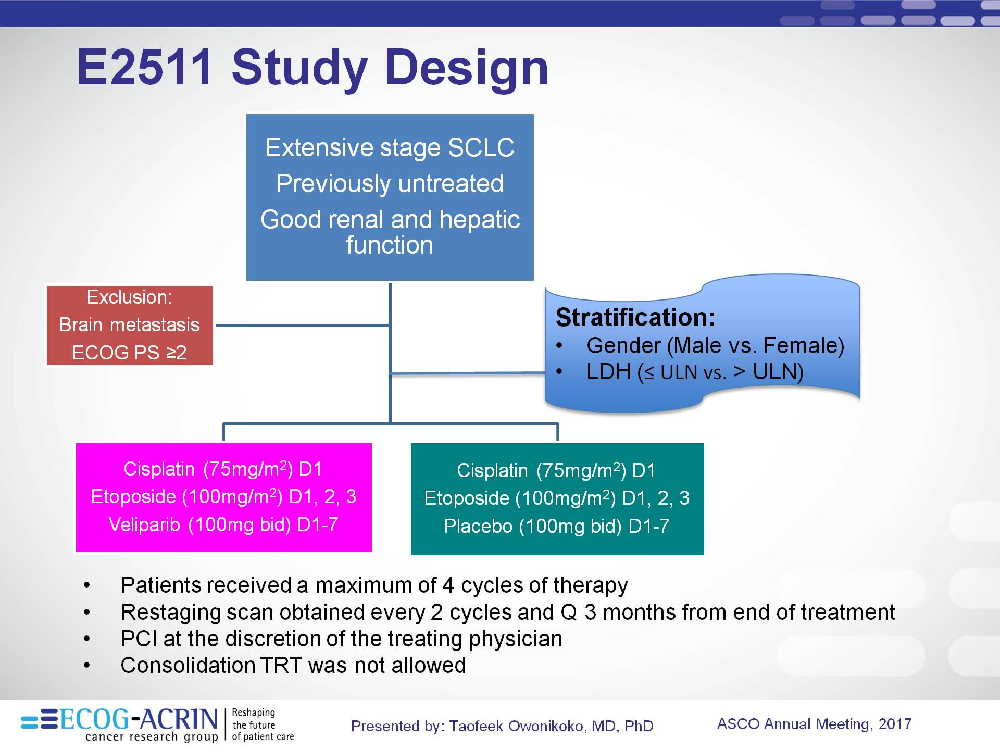 E2511 Study Design
Extensive stage SCLC
Previously untreated
Good renal and hepatic
function
Exclusion:
Brain metastasis
ECOG PS ≥2
Stratification:
• Gender (Male vs. Female)
• LDH (≤ ULN vs. > ULN)
Cisplatin (75mg/m²) D1
Etoposide (100mg/m²) D1, 2, 3
Veliparib (100mg bid) D1-7
Cisplatin (75mg/m²) D1
Etoposide (100mg/m²) D1, 2, 3
Placebo (100mg bid) D1-7
• Patients received a maximum of 4 cycles of therapy
• Restaging scan obtained every 2 cycles and Q 3 months from end of treatment
• PCI at the discretion of the treating physician
• Consolidation TRT was not allowed
ECOG-ACRIN
cancer research group
Reshaping
the future
of patient care
Presented by: Taofeek Owonikoko, MD, PhD
ASCO Annual Meeting, 2017